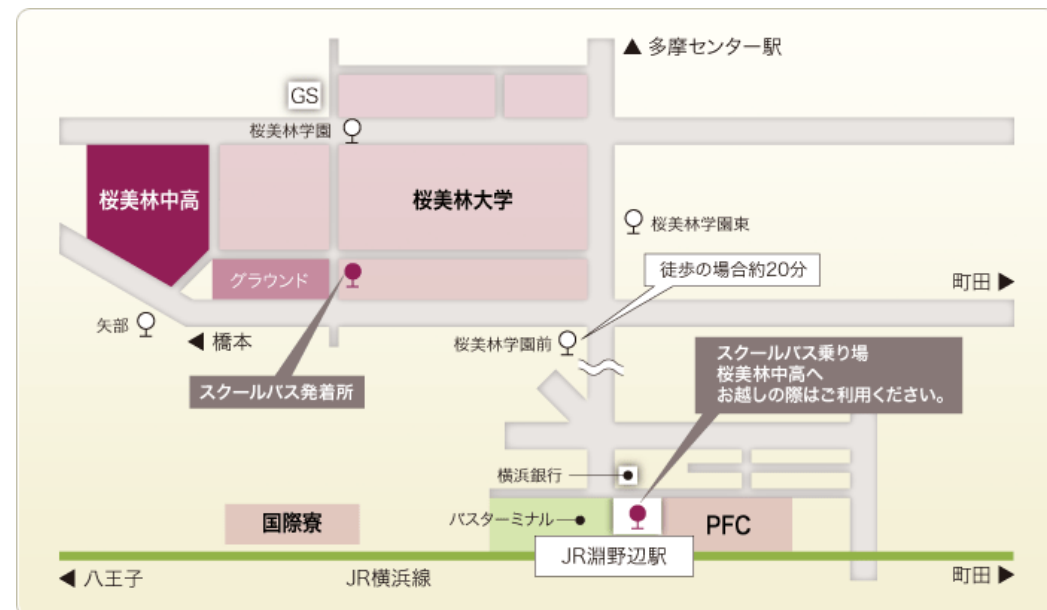 ▲ 多摩センター駅
GS
桜美林学園
桜美林中高
桜美林大学
桜美林学園東
徒歩の場合約20分
グラウンド
町田 ▶
矢部
◀ 橋本
桜美林学園前
スクールバス乗り場
桜美林中高へ
お越しの際はご利用ください。
スクールバス発着所
横浜銀行
国際寮
バスターミナル
PFC
JR淵野辺駅
◀ 八王子
JR横浜線
町田 ▶